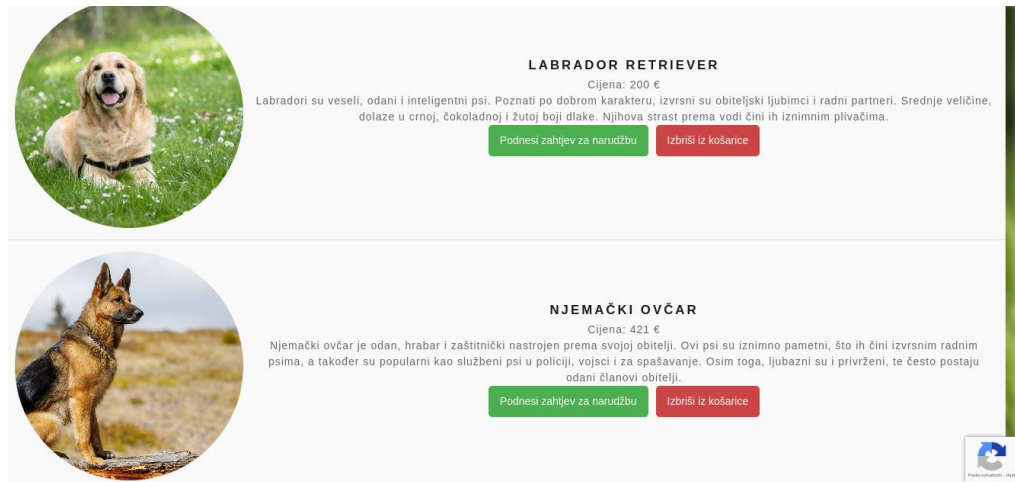 LABRADOR RETRIEVER
Cijena: 200 €
Labradori su veseli, odani i inteligentni psi. Poznati po dobrom karakteru, izvrsni su obiteljski ljubimci i radni partneri. Srednje veličine,
dolaze u crnoj, čokoladnoj i žutoj boji dlake. Njihova strast prema vodi čini ih iznimnim plivačima.
Podnesi zahtjev za narudžbu Izbriši iz košarice
NJEMAČKI OVČAR
Cijena: 421 €
Njemački ovčar je odan, hrabar i zaštitnički nastrojen prema svojoj obitelji. Ovi psi su iznimno pametni, što ih čini izvrsnim radnim
psima, a također su popularni kao službeni psi u policiji, vojsci i za spašavanje. Osim toga, ljubazni su i privrženi, te često postaju
odani članovi obitelji.
Podnesi zahtjev za narudžbu Izbriši iz košarice